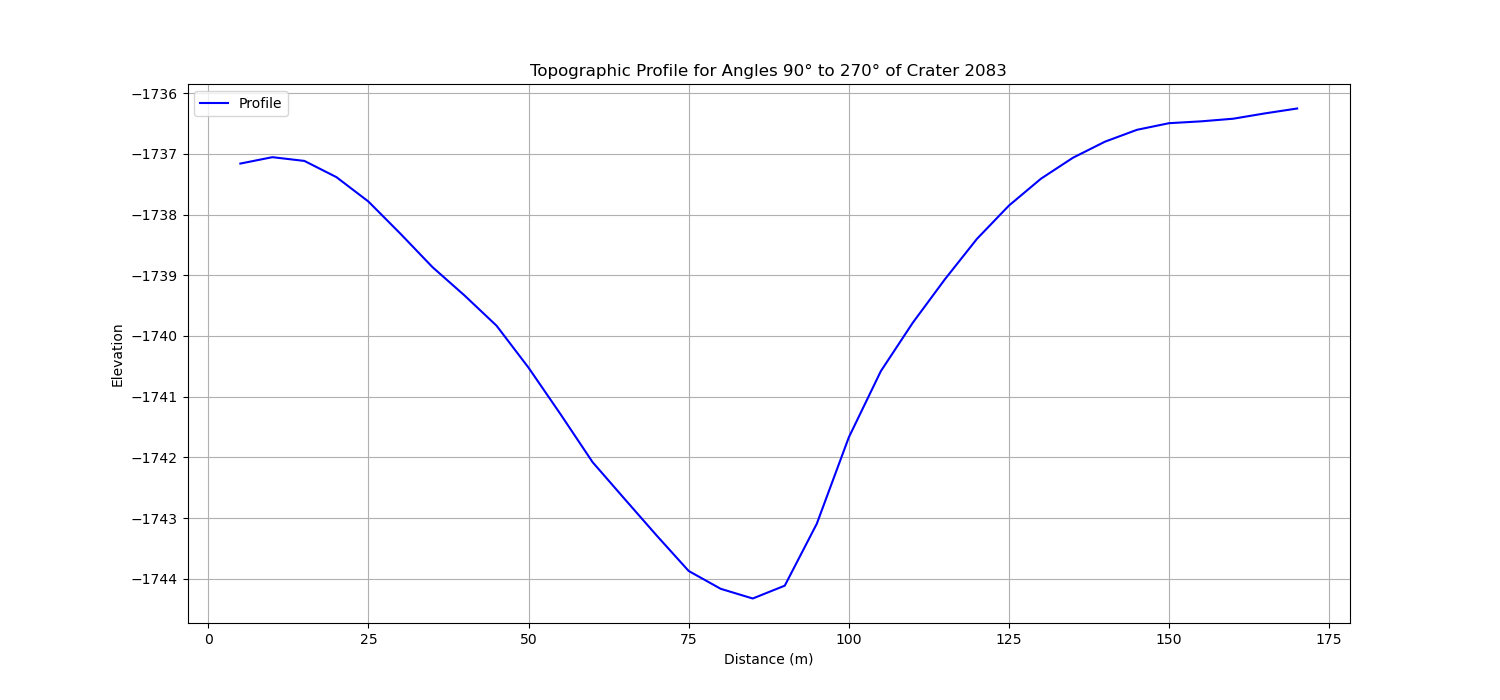 Topographic Profile for Angles 90° to 270° of Crater 2083
Profile
−1736
−1737
−1738
−1739
−1740
−1741
−1742
−1743
−1744
Elevation
0 25 50 75 100 125 150 175
Distance (m)